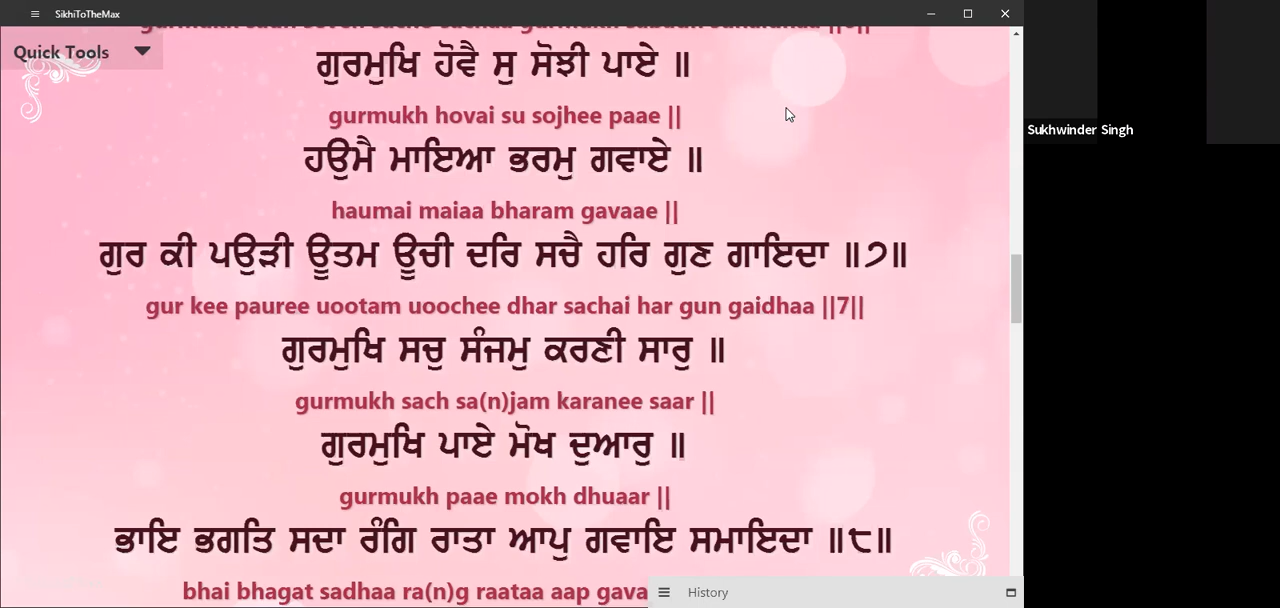 SikhiToTheMax
Quick Tools
ਗੁਰਮੁਖਿ ਹੋਵੈ ਸੁ ਸੋਝੀ ਪਾਏ ॥
gurmukh hovai su sojhee paae ||
ਹਉਮੈ ਮਾਇਆ ਭਰਮੁ ਗਵਾਏ ॥
haumai maiaa bharam gavaae ||
ਗੁਰ ਕੀ ਪਉੜੀ ਊਤਮ ਊਚੀ ਦਰਿ ਸਚੈ ਹਰਿ ਗੁਣ ਗਾਇਦਾ ॥੭॥
gur kee pauree uootam uoochee dhar sachai har gun gaidhaa ||7||
ਗੁਰਮੁਖਿ ਸਚੁ ਸੰਜਮੁ ਕਰਣੀ ਸਾਰੁ ॥
gurmukh sach sa(n)jam karanee saar ||
ਗੁਰਮੁਖਿ ਪਾਏ ਮੋਖ ਦੁਆਰੁ ॥
gurmukh paae mokh dhuaar ||
ਭਾਇ ਭਗਤਿ ਸਦਾ ਰੰਗਿ ਰਾਤਾ ਆਪੁ ਗਵਾਇ ਸਮਾਇਦਾ ॥੮॥
bhai bhagat sadhaa ra(n)g raataa aap gava
History
Sukhwinder Singh